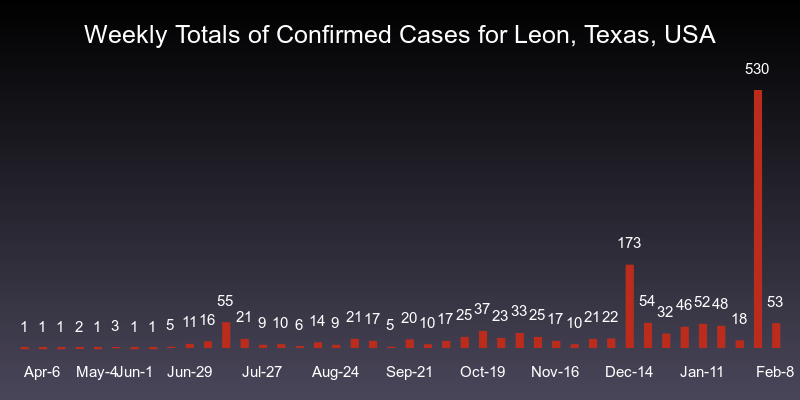 Weekly Totals of Confirmed Cases for Leon, Texas, USA
530
173
55 54 53
1 1 1 2 1 3 1 1 5 11 16 21 9 10 6 14 9 21 17 5 20 10 17 25 37 23 33 25 17 10 21 22 32 46 52 48 18
Apr-6 May-4 Jun-1 Jun-29 Jul-27 Aug-24 Sep-21 Oct-19 Nov-16 Dec-14 Jan-11 Feb-8